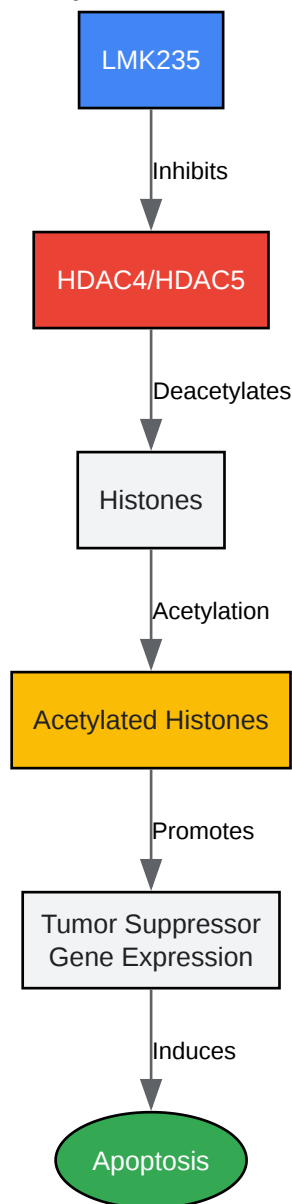 LMK235
Inhibits
HDAC4/HDAC5
Deacetylates
Histones
Acetylation
Acetylated Histones
Promotes
Tumor Suppressor
Gene Expression
Induces
Apoptosis